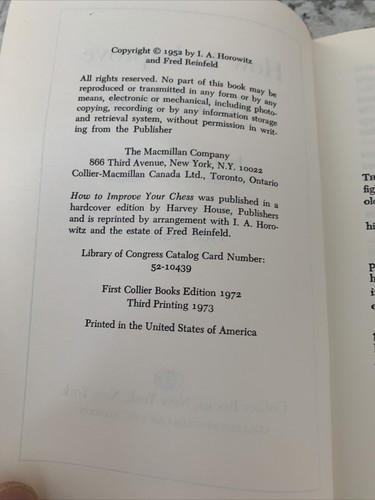 Copyright © 1952 by I. A. Horowitz
and Fred Reinfeld
All rights reserved. No part of this book may be
reproduced or transmitted in any form or by any
means, electronic or mechanical, including photo-
copying, recording or by any information storage
and retrieval system, without permission in writ-
ing from the Publisher
The Macmillan Company
866 Third Avenue, New York, N.Y. 10022
Collier-Macmillan Canada Ltd., Toronto, Ontario
How to Improve Your Chess was published in a
hardcover edition by Harvey House, Publishers
and is reprinted by arrangement with I. A. Horo-
witz and the estate of Fred Reinfeld.
Library of Congress Catalog Card Number:
52-10439
First Collier Books Edition 1972
Third Printing 1973
Printed in the United States of America